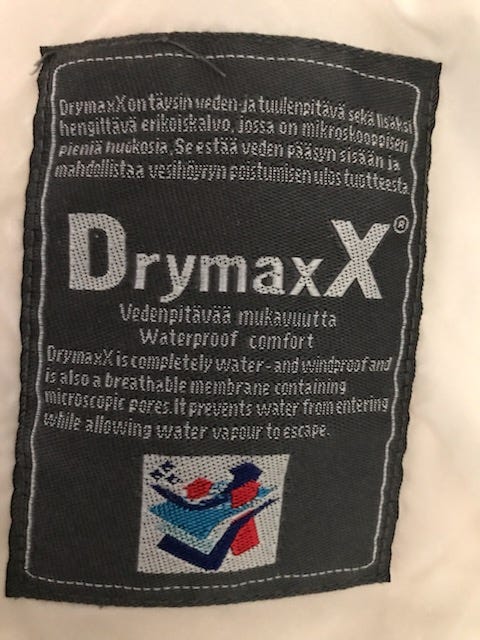 DrymaxX on täysin veden- ja tuulenpitävä sekä lisäksi
hengittävä erikoiskalvo, jossa on mikroskooppisen
pieniä huokosia. Se estää veden pääsyn sisään ja
mahdollistaa vesihöyryn poistumisen ulos tuotteesta.
DrymaxX®
Vedenpitävää mukavuutta
Waterproof comfort
DrymaxX is completely water- and windproof and
is also a breathable membrane containing
microscopic pores. It prevents water from entering
while allowing water vapour to escape.